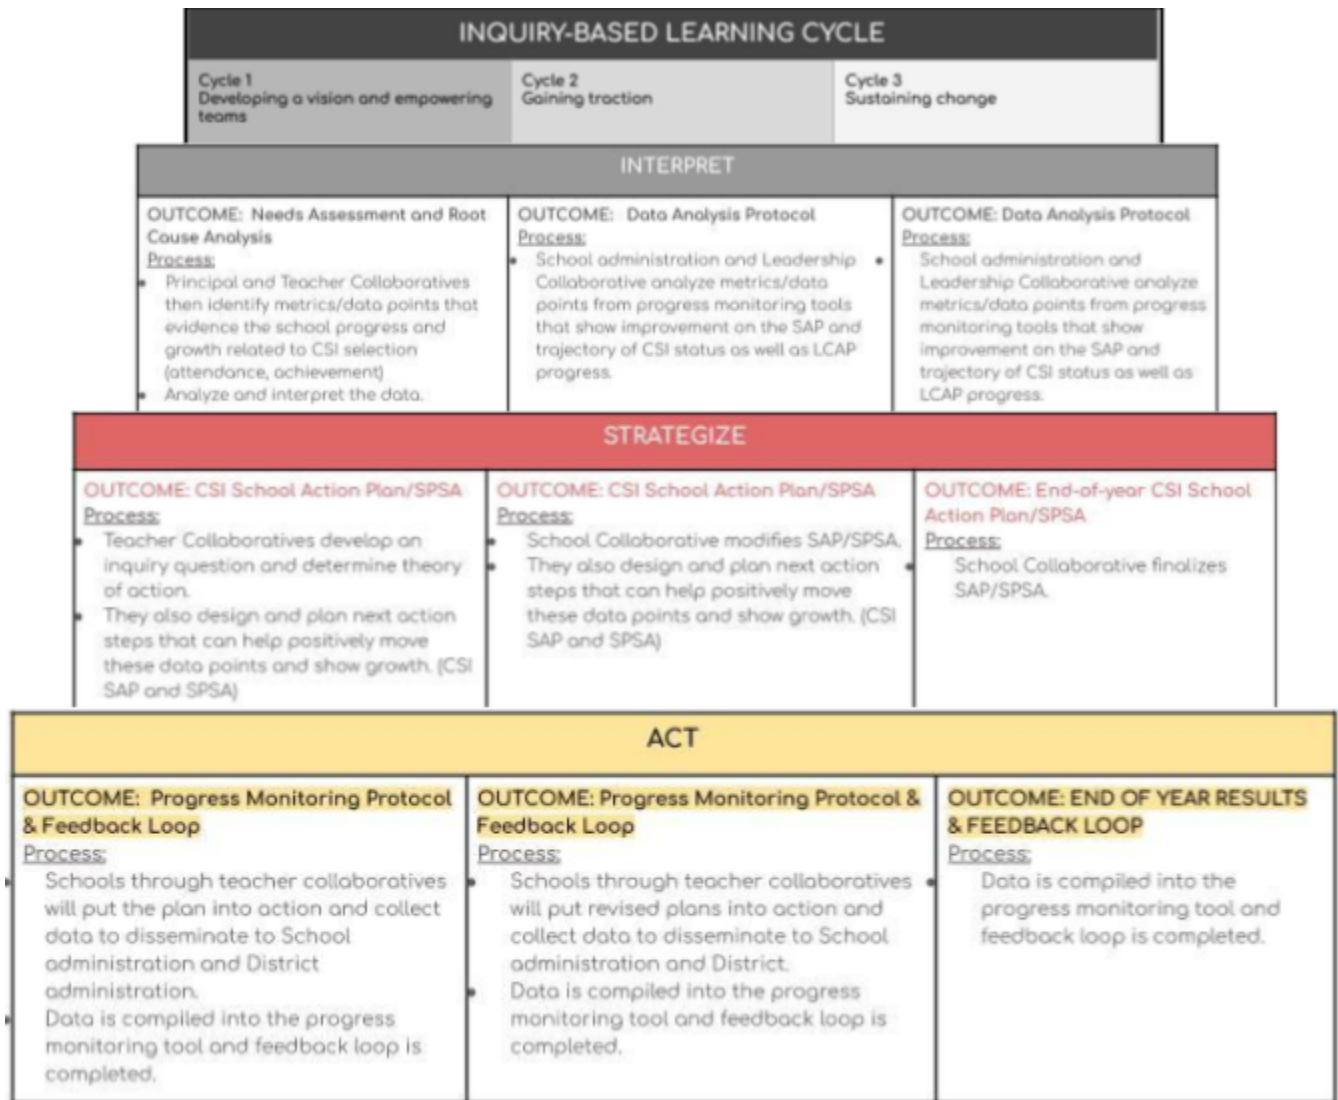 INQUIRY-BASED LEARNING CYCLE
Cycle 1
Developing a vision and empowering
teams
Cycle 2
Gaining traction
Cycle 3
Sustaining change
INTERPRET
OUTCOME: Needs Assessment and Root
Cause Analysis
Process:
• Principal and Teacher Collaboratives
then identify metrics/data points that
evidence the school progress and
growth related to CSI selection
(attendance, achievement)
• Analyze and interpret the data.
OUTCOME: Data Analysis Protocol
Process:
• School administration and Leadership
Collaborative analyze metrics/data
points from progress monitoring tools
that show improvement on the SAP and
trajectory of CSI status as well as LCAP
progress.
OUTCOME: Data Analysis Protocol
Process:
• School administration and
Leadership Collaborative analyze
metrics/data points from progress
monitoring tools that show
improvement on the SAP and
trajectory of CSI status as well as
LCAP progress.
STRATEGIZE
OUTCOME: CSI School Action Plan/SPSA
Process:
• Teacher Collaboratives develop an
inquiry question and determine theory
of action.
• They also design and plan next action
steps that can help positively move
these data points and show growth. (CSI
SAP and SPSA)
OUTCOME: CSI School Action Plan/SPSA
Process:
• School Collaborative modifies SAP/SPSA.
• They also design and plan next action
steps that can help positively move
these data points and show growth. (CSI
SAP and SPSA)
OUTCOME: End-of-year CSI School
Action Plan/SPSA
Process:
• School Collaborative finalizes
SAP/SPSA.
ACT
OUTCOME: Progress Monitoring Protocol
& Feedback Loop
Process:
• Schools through teacher collaboratives
will put the plan into action and collect
data to disseminate to School
administration and District
administration.
• Data is compiled into the progress
monitoring tool and feedback loop is
completed.
OUTCOME: Progress Monitoring Protocol &
Feedback Loop
Process:
• Schools through teacher collaboratives
will put revised plans into action and
collect data to disseminate to School
administration and District.
• Data is compiled into the progress
monitoring tool and feedback loop is
completed.
OUTCOME: END OF YEAR RESULTS
& FEEDBACK LOOP
Process:
• Data is compiled into the
progress monitoring tool and
feedback loop is completed.